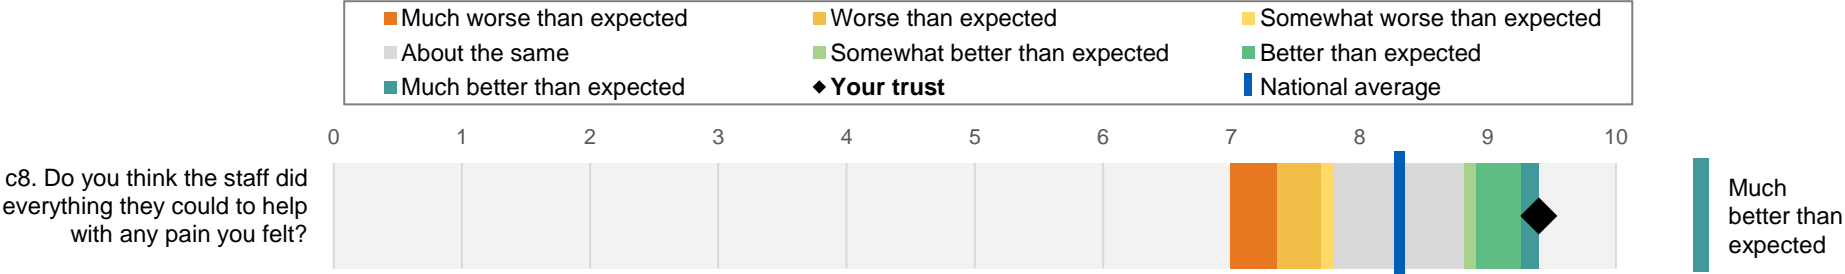 Much worse than expected Worse than expected Somewhat worse than expected
About the same Somewhat better than expected Better than expected
Much better than expected Your trust National average
0 1 2 3 4 5 6 7 8 9 10
c8. Do you think the staff did
everything they could to help
with any pain you felt?
Much
better than
expected